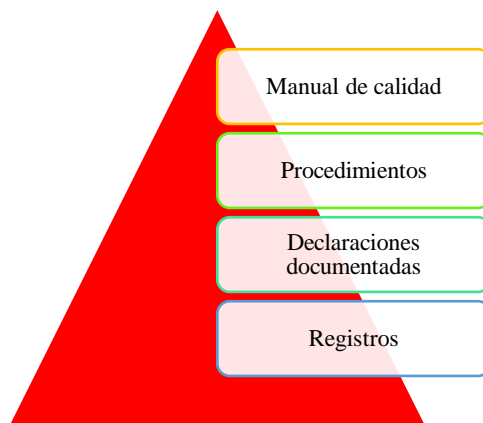 Manual de calidad
Procedimientos
Declaraciones
documentadas
Registros